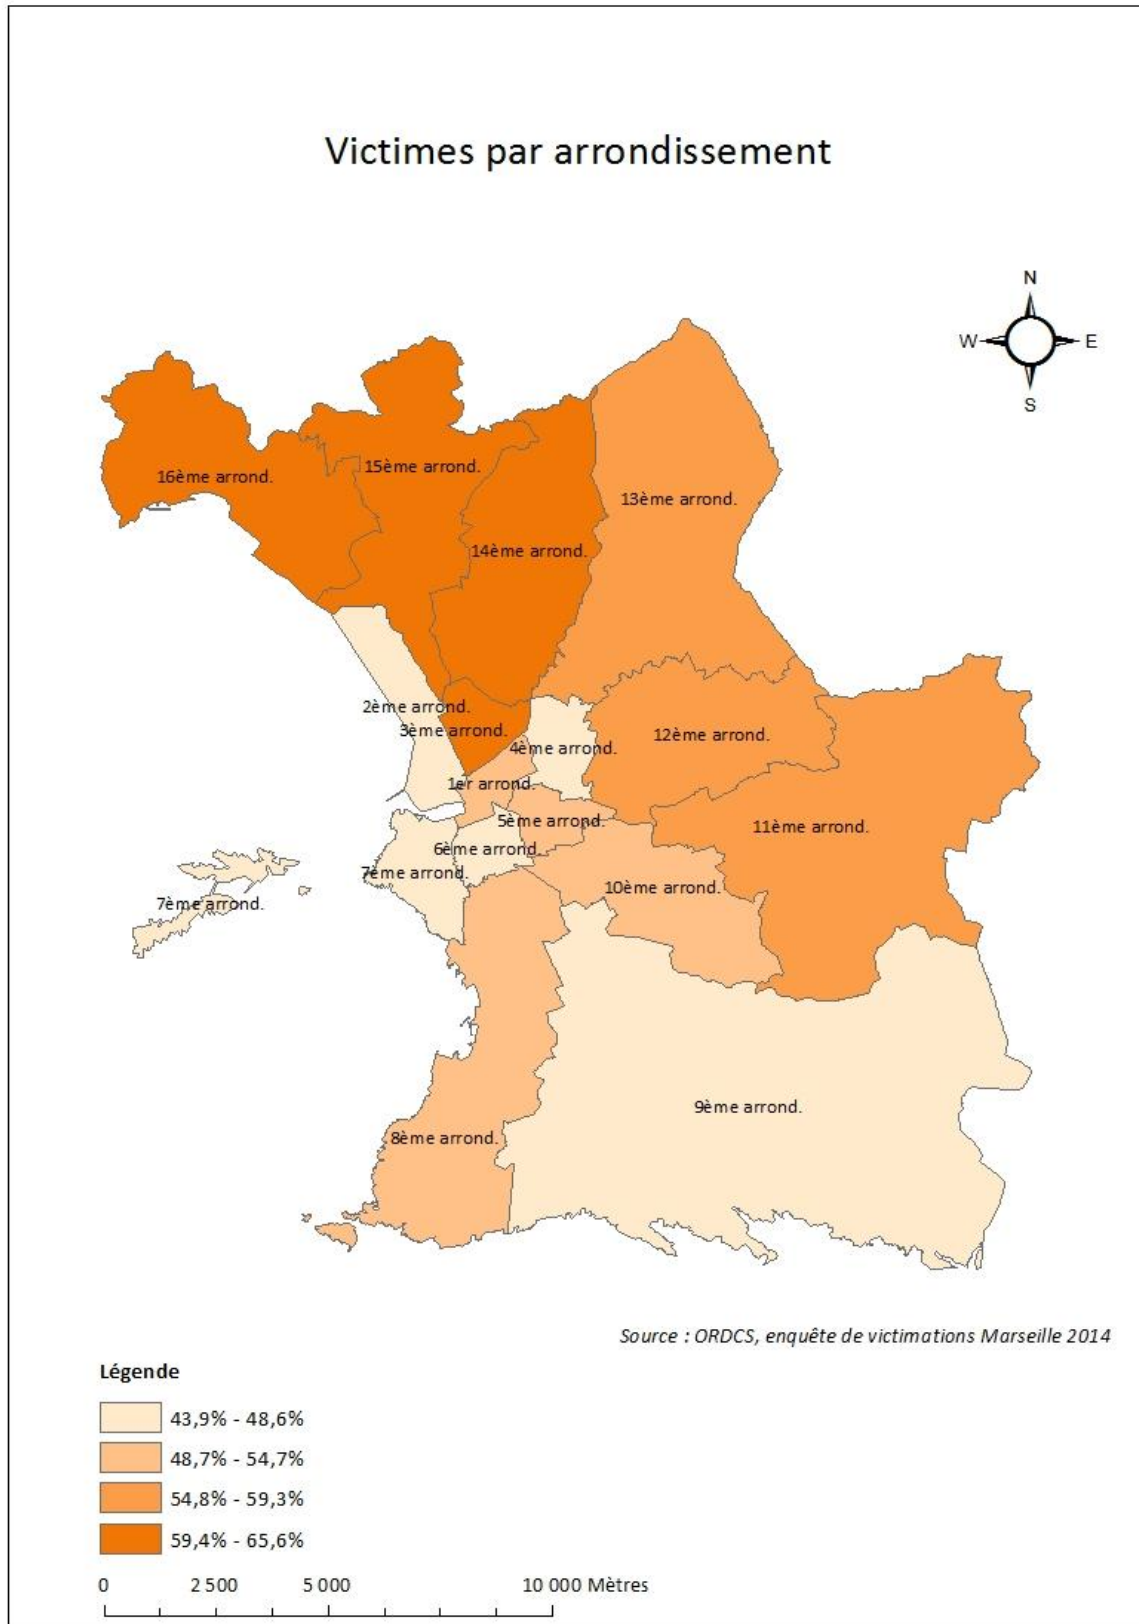 Victimes par arrondissement
N
W E
S
16ème arrond.
15ème arrond.
13ème arrond.
14ème arrond.
2ème arrond.
3ème arrond.
4ème arrond.
12ème arrond.
1er arrond.
5ème arrond.
11ème arrond.
6ème arrond.
7ème arrond.
10ème arrond.
7ème arrond.
9ème arrond.
8ème arrond.
Source : ORDCS, enquête de victimations Marseille 2014
Légende
43,9% - 48,6%
48,7% - 54,7%
54,8% - 59,3%
59,4% - 65,6%
0 2 500 5 000 10 000 Mètres